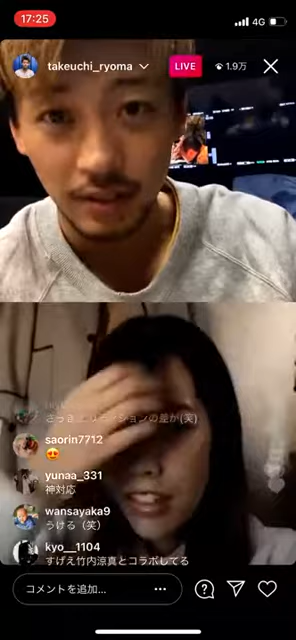 17:25
4G
takeuchi_ryoma
LIVE
1.9万
さっきとリアクションの差が(笑)
saorin7712
😍
yunaa_331
神対応
wansayaka9
うける（笑）
kyo__1104
すげえ竹内涼真とコラボしてる
コメントを追加...